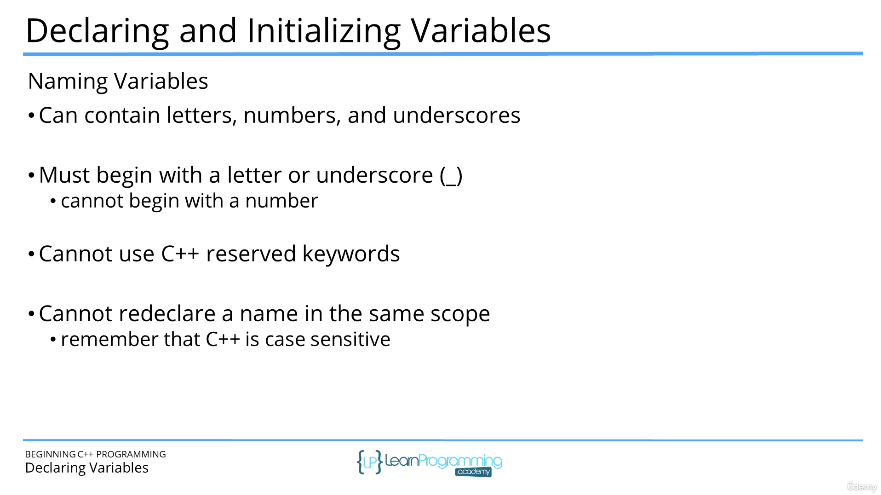 Declaring and Initializing Variables
Naming Variables
• Can contain letters, numbers, and underscores
• Must begin with a letter or underscore (_)
• cannot begin with a number
• Cannot use C++ reserved keywords
• Cannot redeclare a name in the same scope
• remember that C++ is case sensitive
BEGINNING C++ PROGRAMMING
Declaring Variables
{LP} LearnProgramming
academy
Udemy